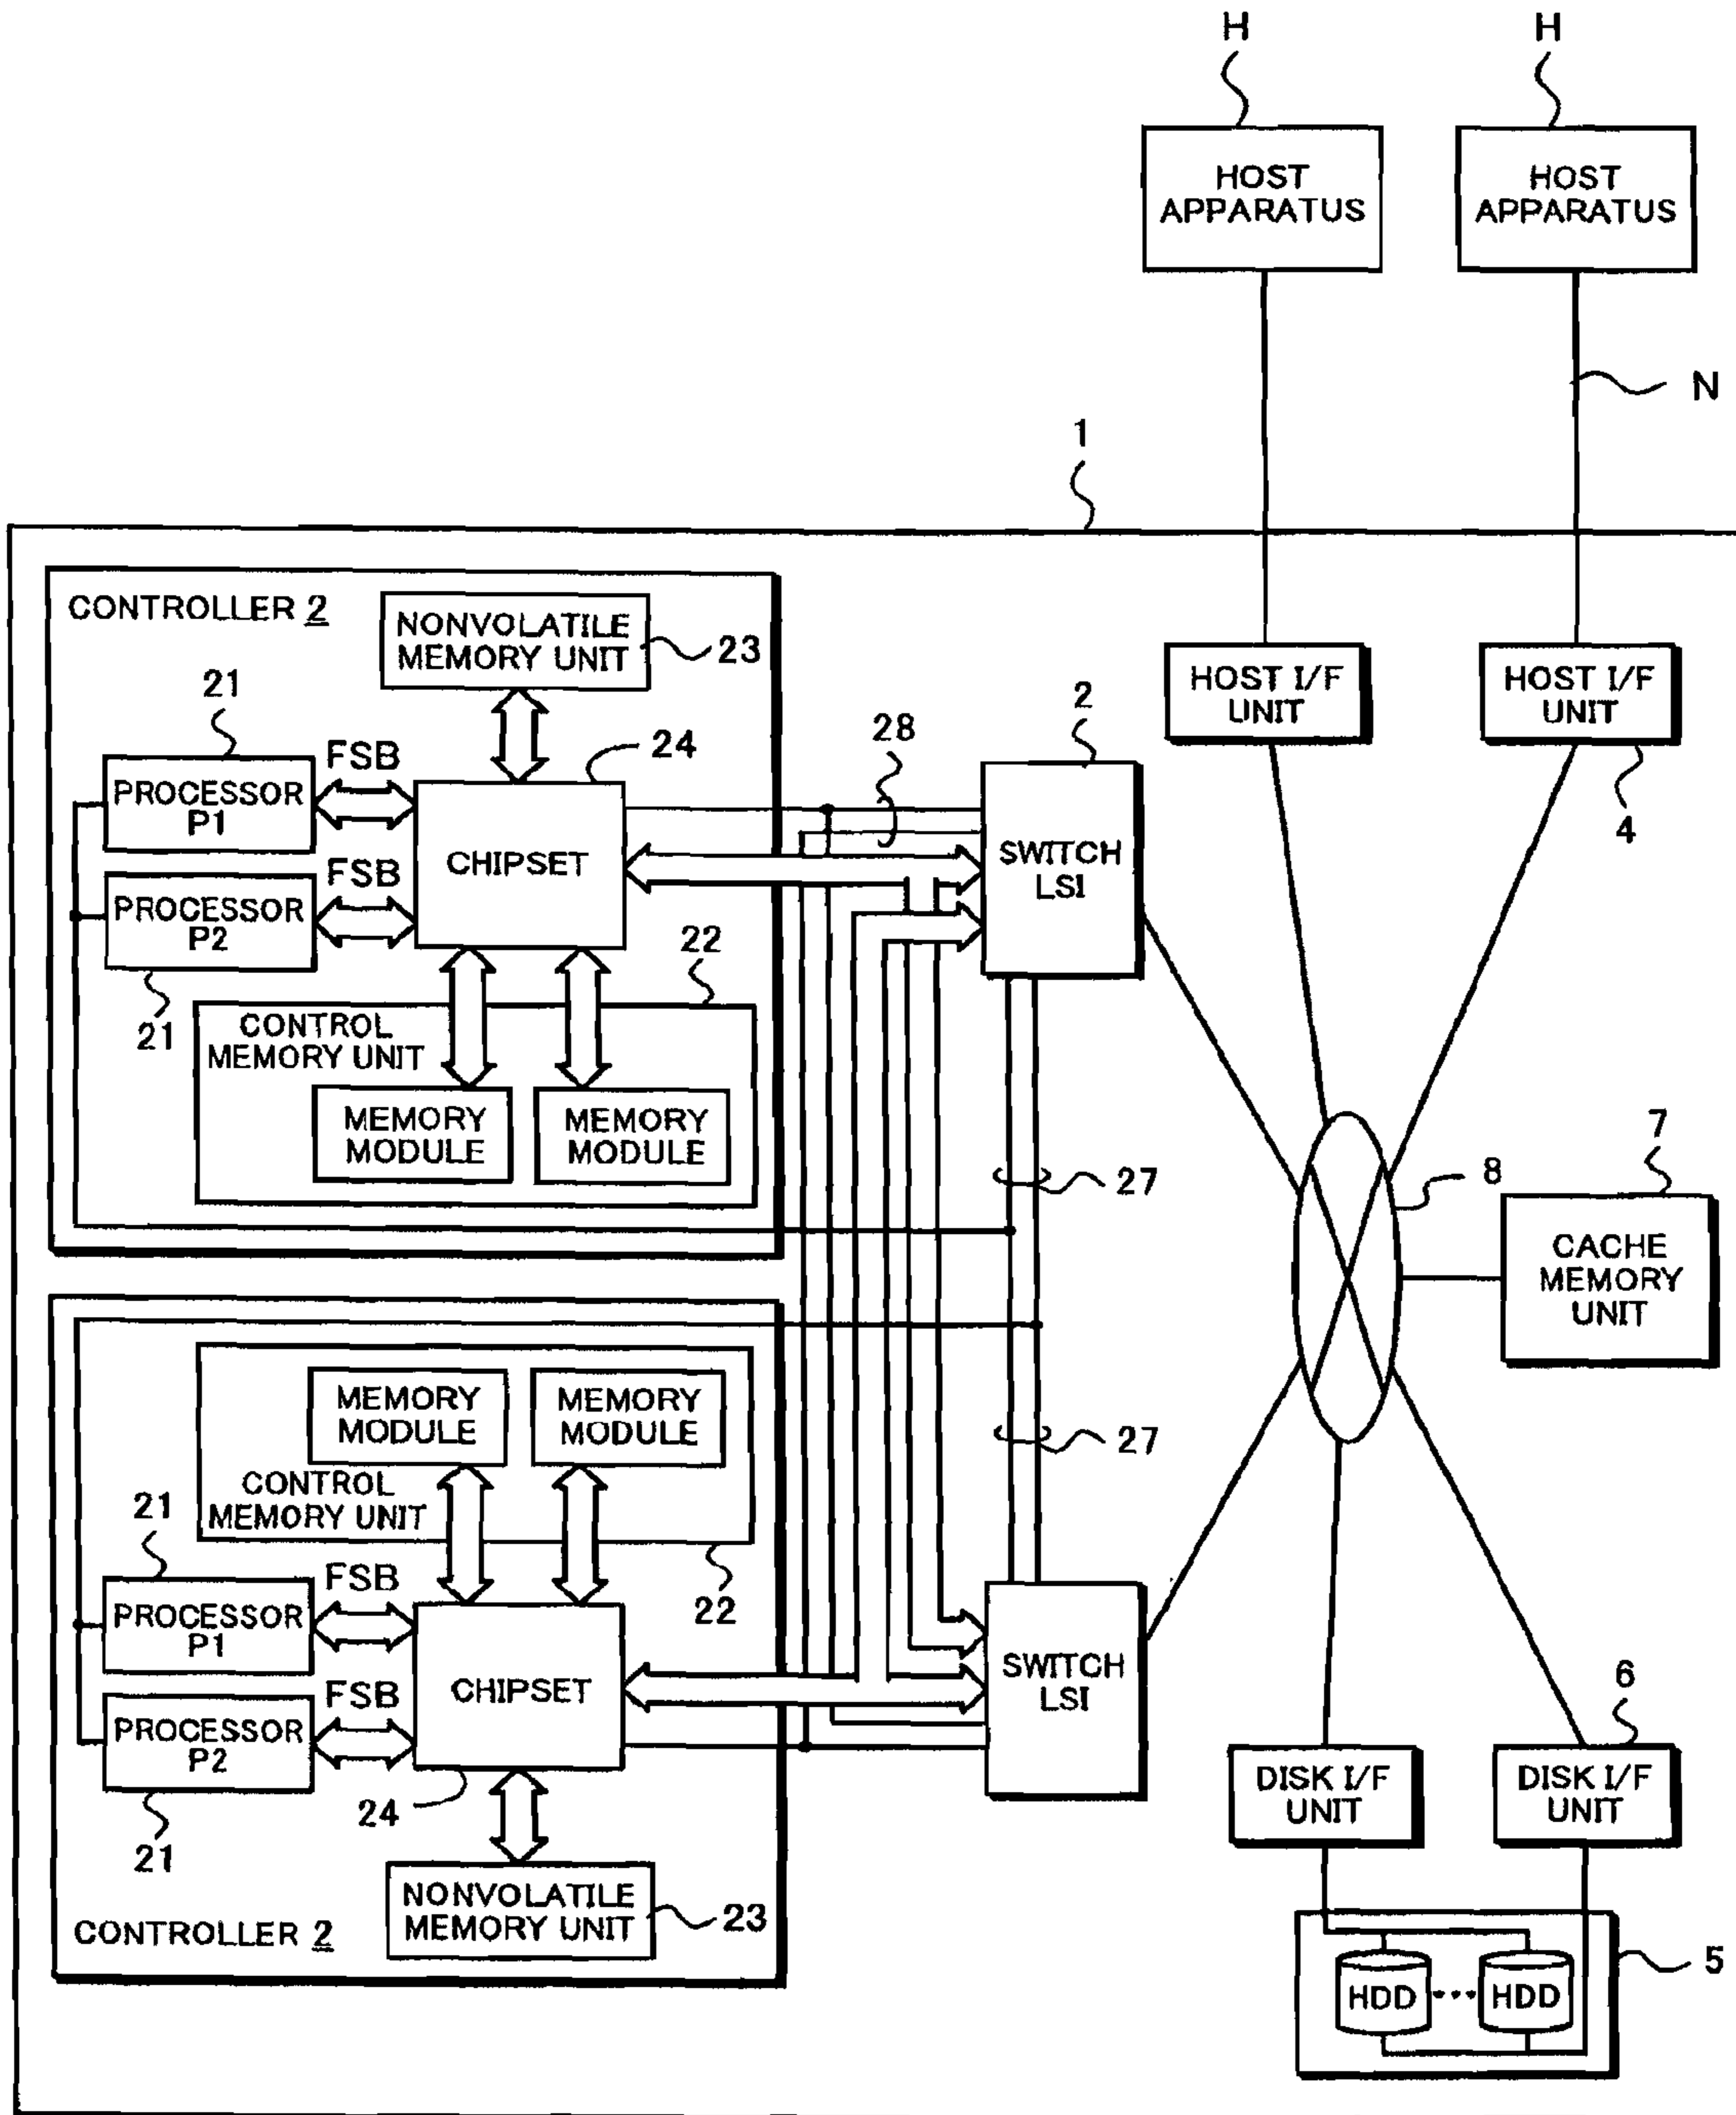 H
H
HOST
APPARATUS
HOST
APPARATUS
N
1
CONTROLLER 2
NONVOLATILE
MEMORY UNIT
23
HOST I/F
UNIT
HOST I/F
UNIT
4
21
FSB
24
28
2
PROCESSOR
P1
CHIPSET
SWITCH
LSI
FSB
PROCESSOR
P2
21
22
CONTROL
MEMORY UNIT
MEMORY
MODULE
MEMORY
MODULE
27
8
7
CACHE
MEMORY
UNIT
MEMORY
MODULE
MEMORY
MODULE
27
CONTROL
MEMORY UNIT
21
FSB
22
PROCESSOR
P1
CHIPSET
SWITCH
LSI
FSB
PROCESSOR
P2
21
24
6
DISK I/F
UNIT
DISK I/F
UNIT
NONVOLATILE
MEMORY UNIT
23
CONTROLLER 2
5
HDD
HDD